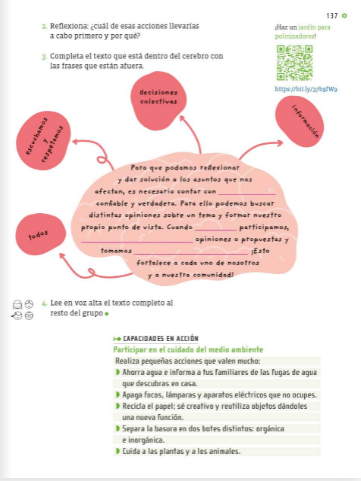 137
2. Reflexiona: ¿cuál de esas acciones llevarías
a cabo primero y por qué?
¡Haz un jardín para
polinizadores!
3. Completa el texto que está dentro del cerebro con
las frases que están afuera.
decisiones
colectivas
información
escuchamos
y
respetamos
todos
Para que podamos reflexionar
y dar solución a los asuntos que nos
afectan, es necesario contar con
confiable y verdadera. Para ello podemos buscar
distintas opiniones sobre un tema y formar nuestro
propio punto de vista. Cuando participamos,
opiniones o propuestas y
tomamos ¡Esto
fortalece a cada uno de nosotros
y a nuestra comunidad!
4. Lee en voz alta el texto completo al
resto del grupo
CAPACIDADES EN ACCIÓN
Participar en el cuidado del medio ambiente
Realiza pequeñas acciones que valen mucho:
Ahorra agua e informa a tus familiares de las fugas de agua
que descubras en casa.
Apaga focos, lámparas y aparatos eléctricos que no ocupes.
Recicla el papel; sé creativo y reutiliza objetos dándoles
una nueva función.
Separa la basura en dos botes distintos: orgánica
e inorgánica.
Cuida a las plantas y a los animales.